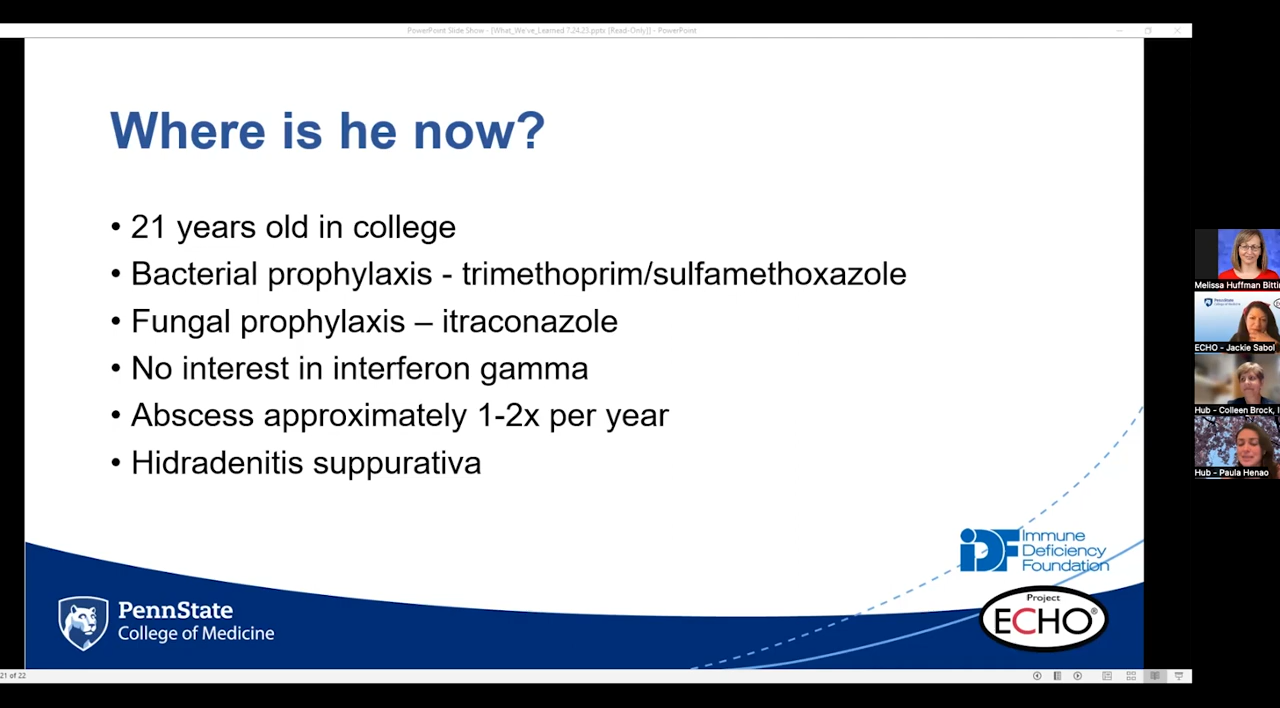 PowerPoint Slide Show - [What_We've_Learned 7.24.23.pptx [Read-Only]] - PowerPoint
Where is he now?
• 21 years old in college
• Bacterial prophylaxis - trimethoprim/sulfamethoxazole
• Fungal prophylaxis – itraconazole
• No interest in interferon gamma
• Abscess approximately 1-2x per year
• Hidradenitis suppurativa
Melissa Huffman Bitti
ECHO - Jackie Sabol
Hub - Colleen Brock,
Hub - Paula Henao
iDF Immune
Deficiency
Foundation
Project
ECHO®
PennState
College of Medicine
21 of 22